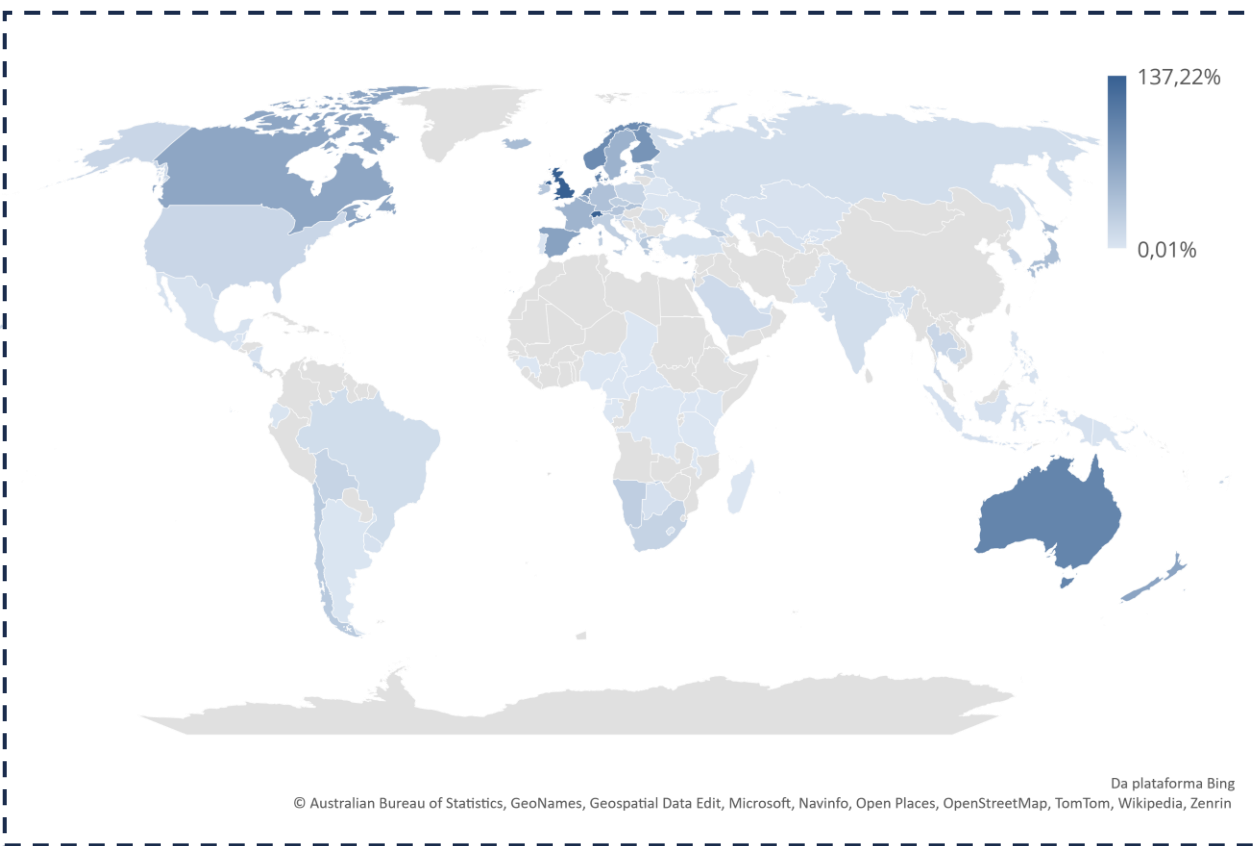 137,22%
0,01%
Da plataforma Bing
© Australian Bureau of Statistics, GeoNames, Geospatial Data Edit, Microsoft, Navinfo, Open Places, OpenStreetMap, TomTom, Wikipedia, Zenrin